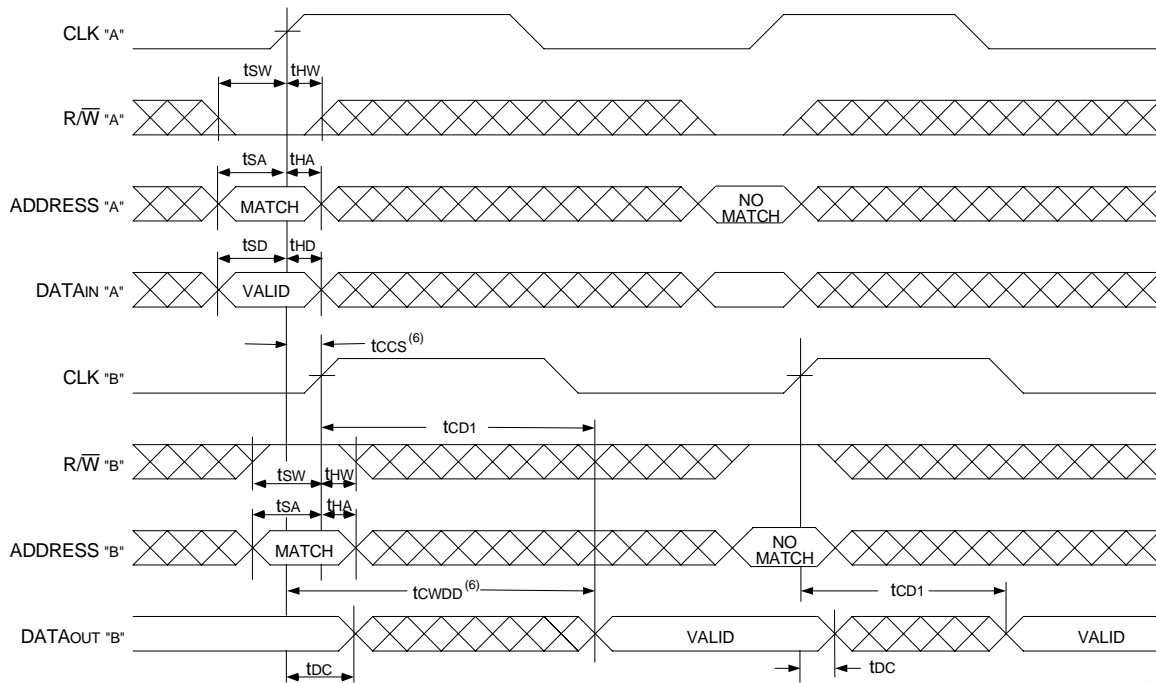 CLK "A"
tSW tHW
R/W̅ "A"
tSA tHA
ADDRESS "A" MATCH NO MATCH
tSD tHD
DATAIN "A" VALID
tCCS(6)
CLK "B"
tCD1
R/W̅ "B"
tSW tHW
tSA tHA
ADDRESS "B" MATCH NO MATCH
tCWDD(6) tCD1
DATAOUT "B" VALID VALID
tDC tDC